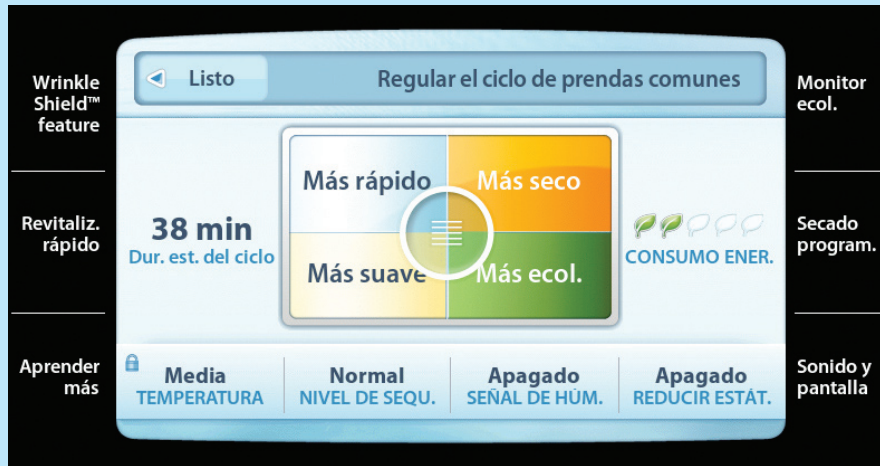 Wrinkle
Shield™
feature
Revitaliz.
rápido
Aprender
más
Listo
Regular el ciclo de prendas comunes
38 min
Dur. est. del ciclo
Más rápido
Más seco
Más suave
Más ecol.
CONSUMO ENER.
Media
TEMPERATURA
Normal
NIVEL DE SEQU.
Apagado
SEÑAL DE HÚM.
Apagado
REDUCIR ESTÁT.
Monitor
ecol.
Secado
program.
Sonido y
pantalla